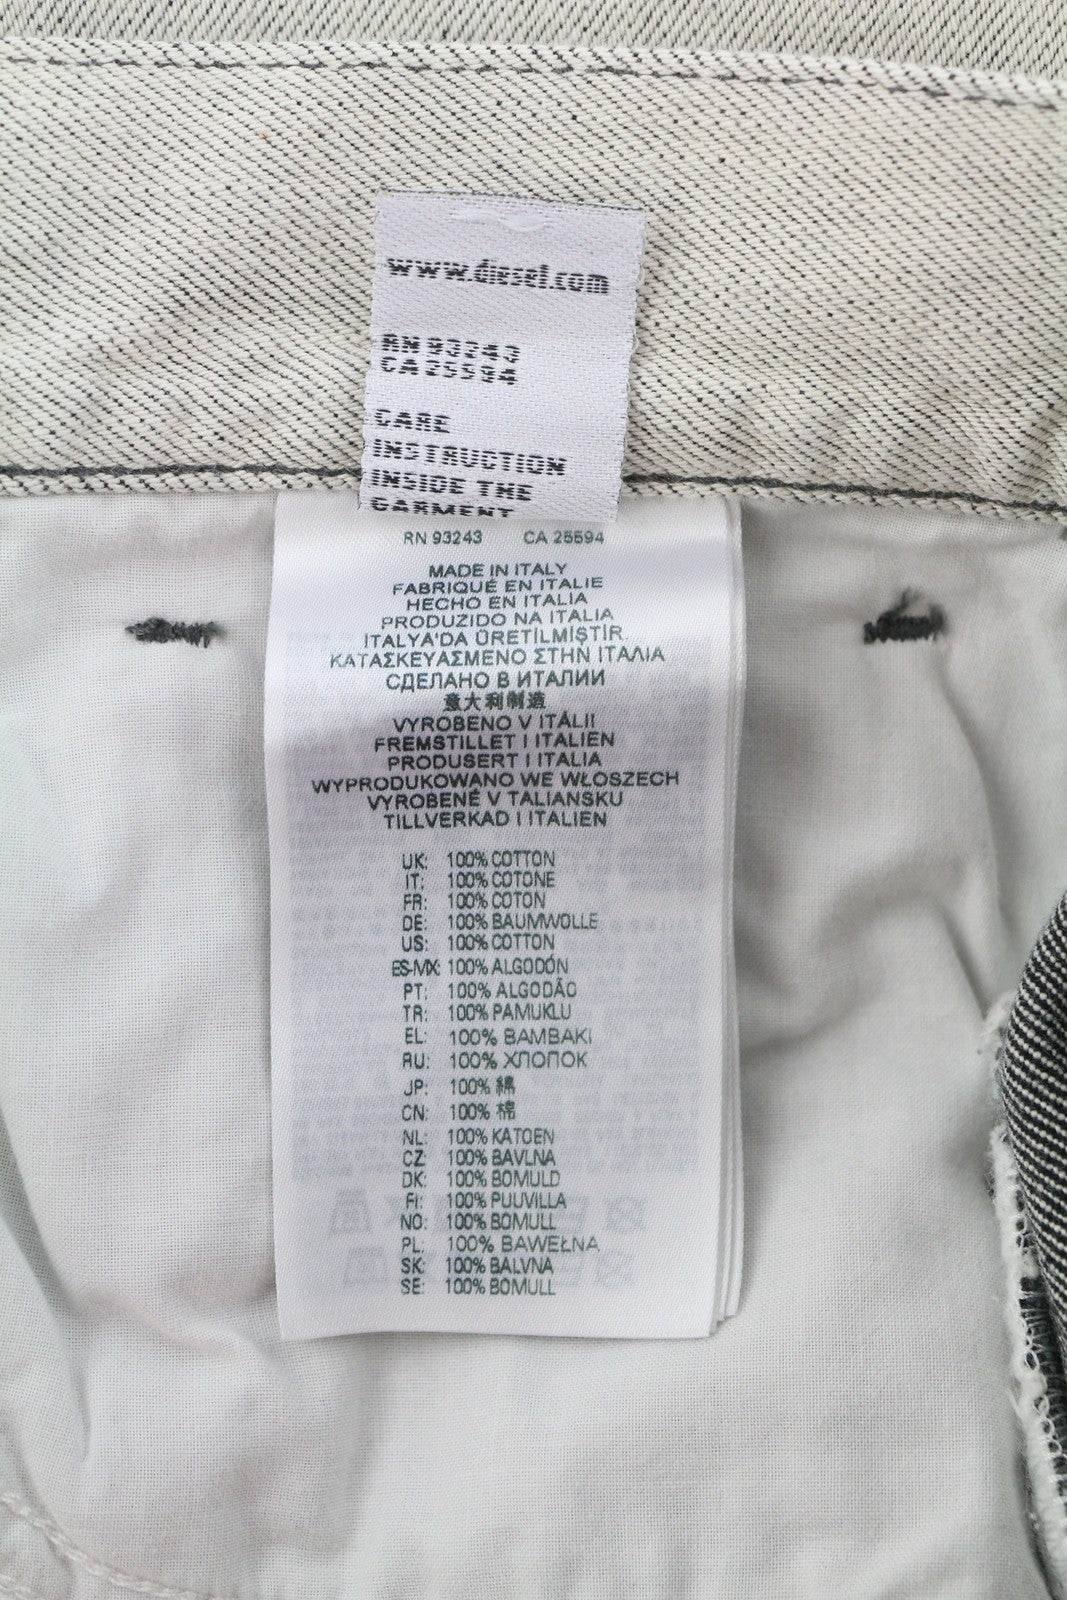 www.diesel.com
RN 93243
CA 25594
CARE
INSTRUCTION
INSIDE THE
GARMENT
RN 93243 CA 25594
MADE IN ITALY
FABRIQUÉ EN ITALIE
HECHO EN ITALIA
PRODUZIDO NA ITALIA
ITALYA'DA ÜRETİLMİŞTİR
ΚΑΤΑΣΚΕΥΑΣΜΕΝΟ ΣΤΗΝ ΙΤΑΛΙΑ
СДЕЛАНО В ИТАЛИИ
意大利制造
VYROBENO V ITÁLII
FREMSTILLET I ITALIEN
PRODUSERT I ITALIA
WYPRODUKOWANO WE WŁOSZECH
VYROBENÉ V TALIANSKU
TILLVERKAD I ITALIEN
UK: 100% COTTON
IT: 100% COTONE
FR: 100% COTON
DE: 100% BAUMWOLLE
US: 100% COTTON
ES-MX: 100% ALGODÓN
PT: 100% ALGODÃO
TR: 100% PAMUKLU
EL: 100% ΒΑΜΒΑΚΙ
RU: 100% ХЛОПОК
JP: 100% 綿
CN: 100% 棉
NL: 100% KATOEN
CZ: 100% BAVLNA
DK: 100% BOMULD
FI: 100% PUUVILLA
NO: 100% BOMULL
PL: 100% BAWEŁNA
SK: 100% BALVNA
SE: 100% BOMULL